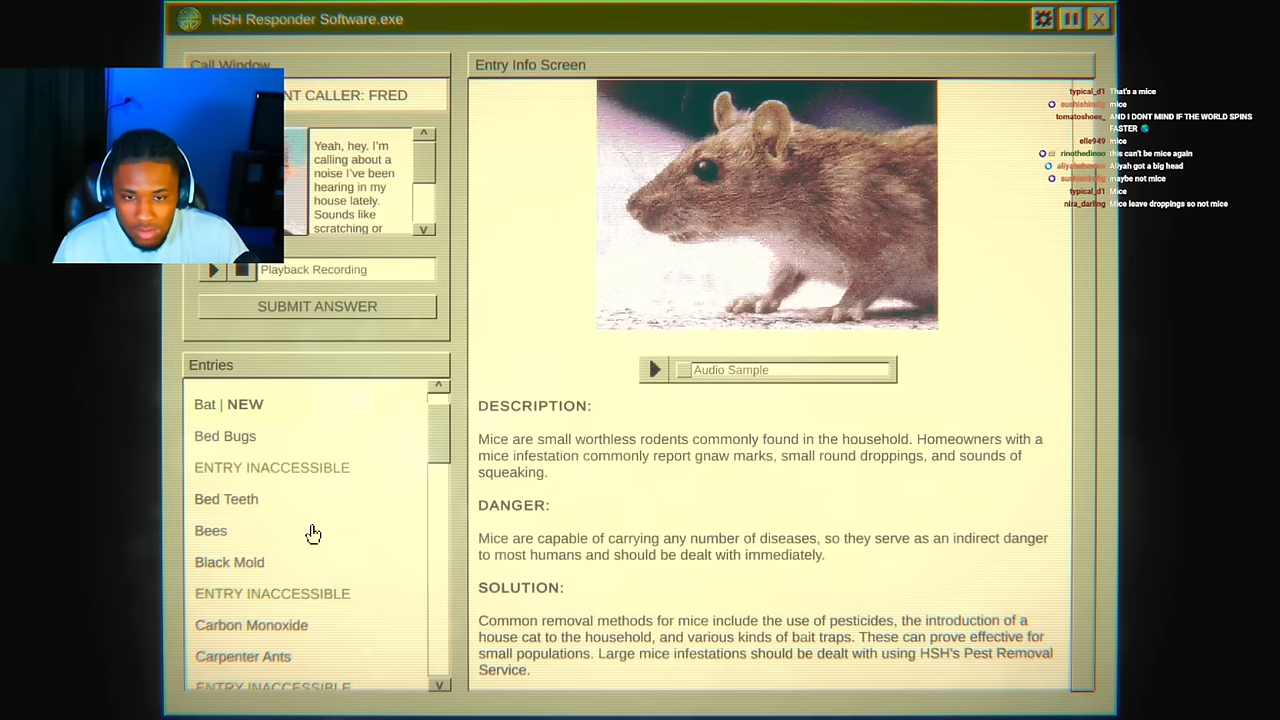 HSH Responder Software.exe
X
Call Window
NT CALLER: FRED
Yeah, hey. I'm
calling about a
noise I've been
hearing in my
house lately.
Sounds like
scratching or
Playback Recording
SUBMIT ANSWER
Entries
Bat | NEW
Bed Bugs
ENTRY INACCESSIBLE
Bed Teeth
Bees
Black Mold
ENTRY INACCESSIBLE
Carbon Monoxide
Carpenter Ants
ENTRY INACCESSIBLE
Entry Info Screen
Audio Sample
DESCRIPTION:
Mice are small worthless rodents commonly found in the household. Homeowners with a
mice infestation commonly report gnaw marks, small round droppings, and sounds of
squeaking.
DANGER:
Mice are capable of carrying any number of diseases, so they serve as an indirect danger
to most humans and should be dealt with immediately.
SOLUTION:
Common removal methods for mice include the use of pesticides, the introduction of a
house cat to the household, and various kinds of bait traps. These can prove effective for
small populations. Large mice infestations should be dealt with using HSH's Pest Removal
Service.
typical_d1 That's a mice
mice
tomatoshoes_ AND I DONT MIND IF THE WORLD SPINS
FASTER
elle949 mice
rinothedinoo this can't be mice again
Aliyah got a big head
maybe not mice
typical_d1 Mice
nira_darling Mice leave droppings so not mice